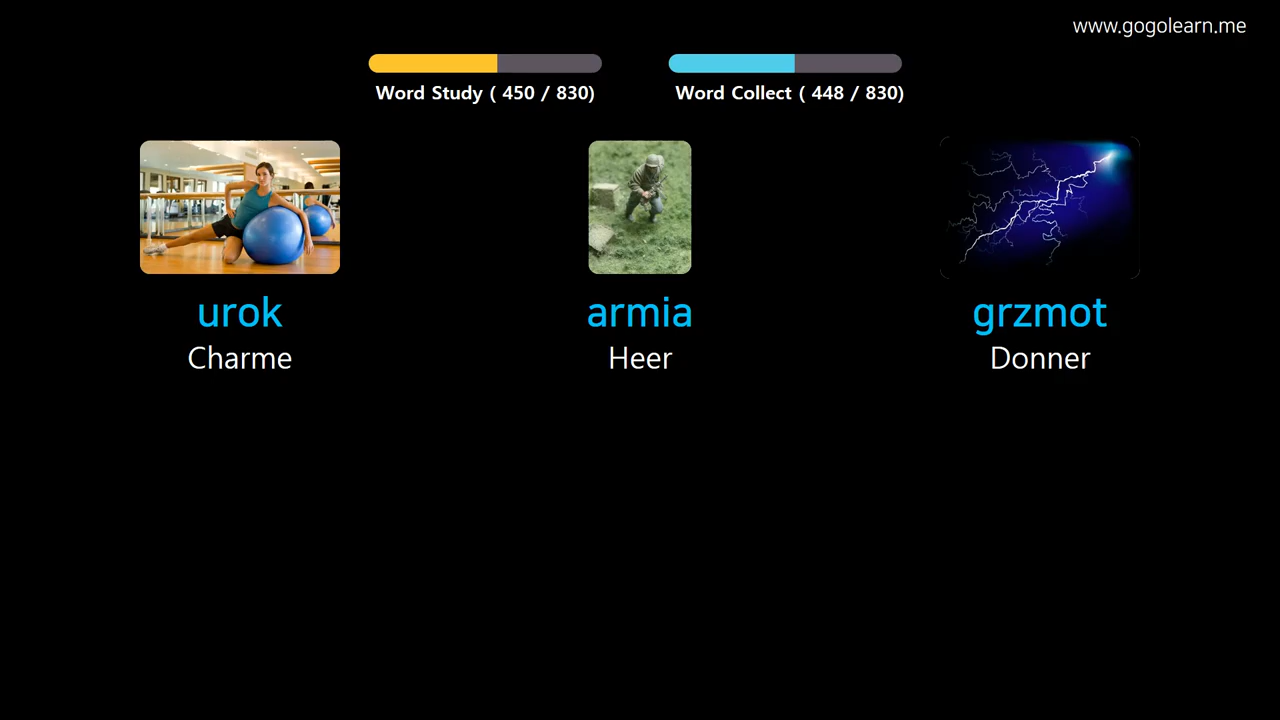 www.gogolearn.me
Word Study ( 450 / 830)
Word Collect ( 448 / 830)
urok
Charme
armia
Heer
grzmot
Donner